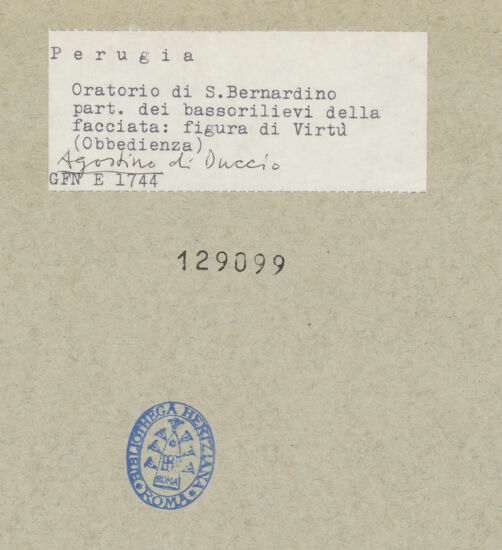 Perugia
Oratorio di S.Bernardino
part. dei bassorilievi della
facciata: figura di Virtù
(Obbedienza)
Agostino di Duccio
GFN E 1744
129099
BIBLIOTHECA HERTZIANA · ROMA ·
ROMA